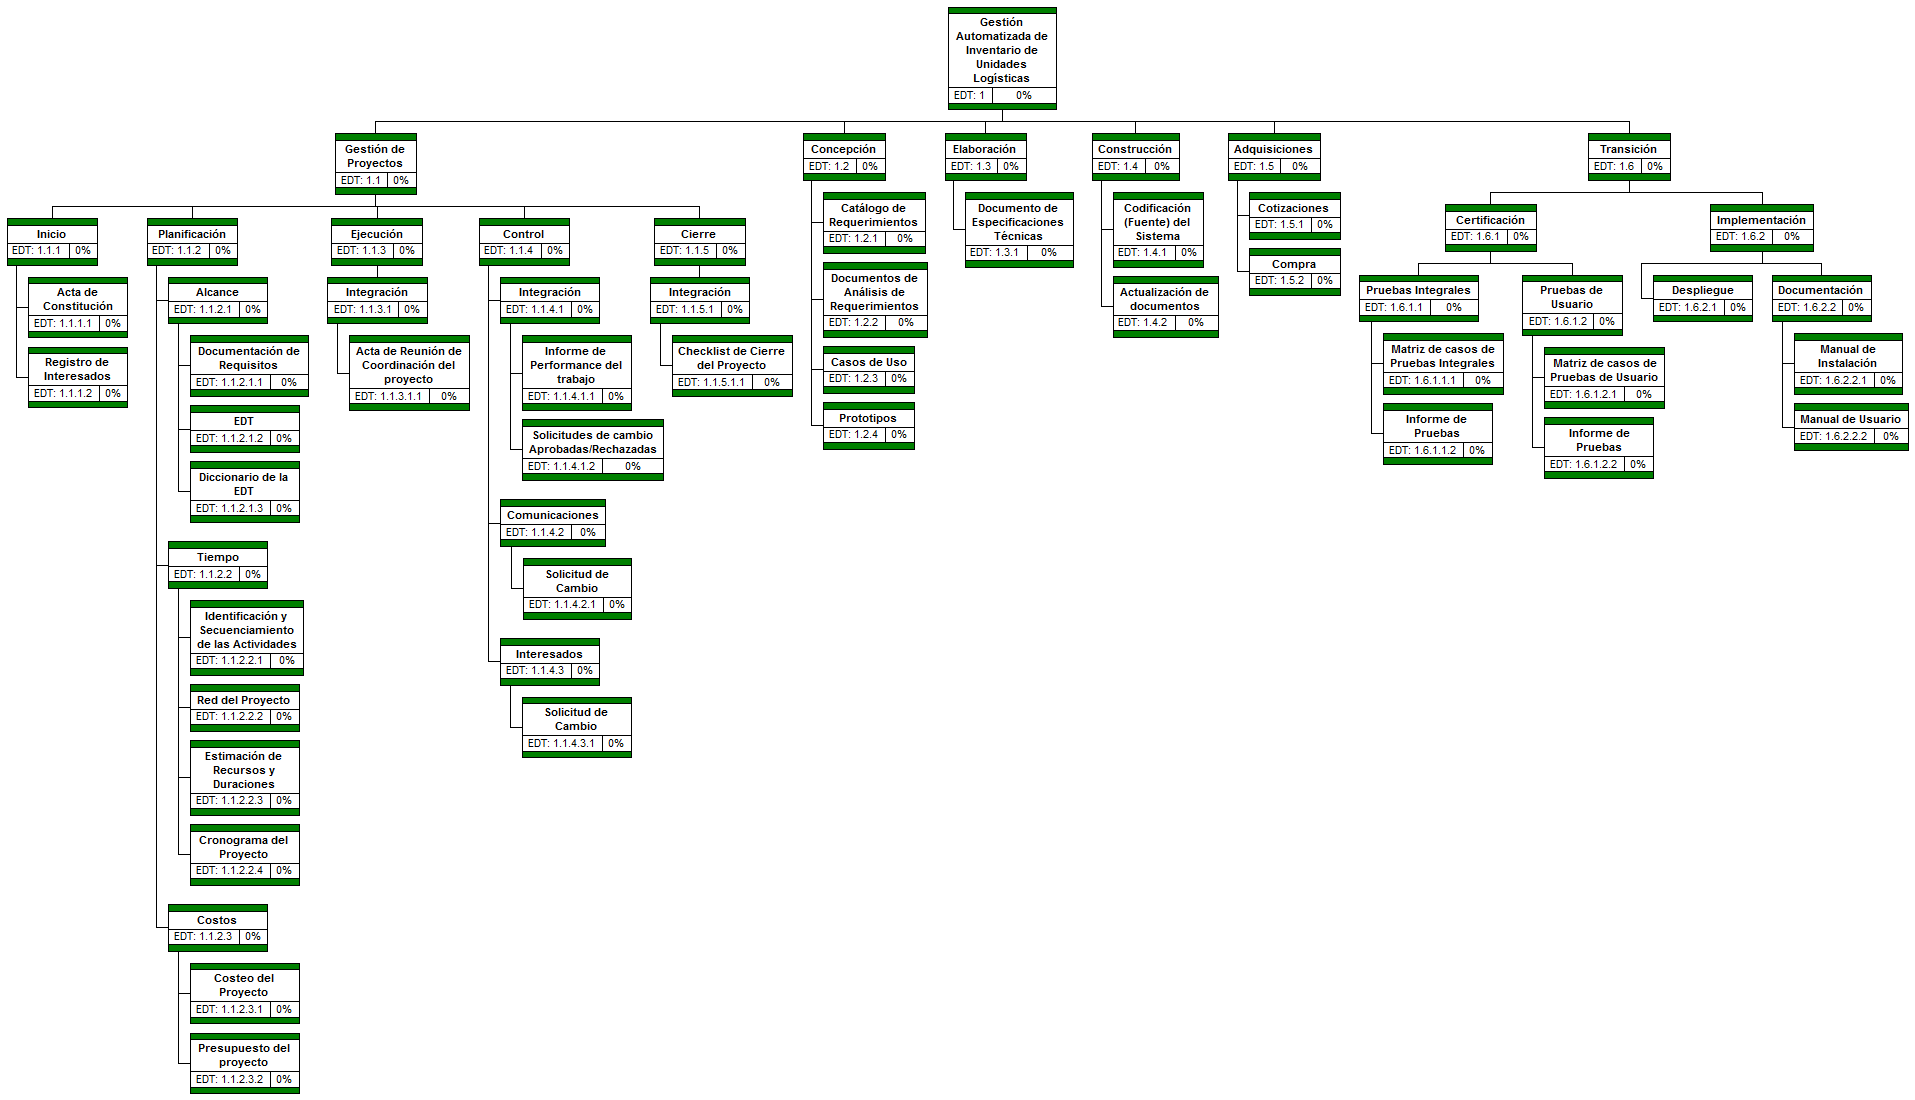 Gestión
Automatizada de
Inventario de
Unidades
Logísticas
EDT: 1 0%
Gestión de
Proyectos
EDT: 1.1 0%
Inicio
EDT: 1.1.1 0%
Acta de
Constitución
EDT: 1.1.1.1 0%
Registro de
Interesados
EDT: 1.1.1.2 0%
Planificación
EDT: 1.1.2 0%
Alcance
EDT: 1.1.2.1 0%
Documentación de
Requisitos
EDT: 1.1.2.1.1 0%
EDT
EDT: 1.1.2.1.2 0%
Diccionario de la
EDT
EDT: 1.1.2.1.3 0%
Tiempo
EDT: 1.1.2.2 0%
Identificación y
Secuenciamiento
de las Actividades
EDT: 1.1.2.2.1 0%
Red del Proyecto
EDT: 1.1.2.2.2 0%
Estimación de
Recursos y
Duraciones
EDT: 1.1.2.2.3 0%
Cronograma del
Proyecto
EDT: 1.1.2.2.4 0%
Costos
EDT: 1.1.2.3 0%
Costeo del
Proyecto
EDT: 1.1.2.3.1 0%
Presupuesto del
proyecto
EDT: 1.1.2.3.2 0%
Ejecución
EDT: 1.1.3 0%
Integración
EDT: 1.1.3.1 0%
Acta de Reunión de
Coordinación del
proyecto
EDT: 1.1.3.1.1 0%
Control
EDT: 1.1.4 0%
Integración
EDT: 1.1.4.1 0%
Informe de
Performance del
trabajo
EDT: 1.1.4.1.1 0%
Solicitudes de cambio
Aprobadas/Rechazadas
EDT: 1.1.4.1.2 0%
Comunicaciones
EDT: 1.1.4.2 0%
Solicitud de
Cambio
EDT: 1.1.4.2.1 0%
Interesados
EDT: 1.1.4.3 0%
Solicitud de
Cambio
EDT: 1.1.4.3.1 0%
Cierre
EDT: 1.1.5 0%
Integración
EDT: 1.1.5.1 0%
Checklist de Cierre
del Proyecto
EDT: 1.1.5.1.1 0%
Concepción
EDT: 1.2 0%
Catálogo de
Requerimientos
EDT: 1.2.1 0%
Documentos de
Análisis de
Requerimientos
EDT: 1.2.2 0%
Casos de Uso
EDT: 1.2.3 0%
Prototipos
EDT: 1.2.4 0%
Elaboración
EDT: 1.3 0%
Documento de
Especificaciones
Técnicas
EDT: 1.3.1 0%
Construcción
EDT: 1.4 0%
Codificación
(Fuente) del
Sistema
EDT: 1.4.1 0%
Actualización de
documentos
EDT: 1.4.2 0%
Adquisiciones
EDT: 1.5 0%
Cotizaciones
EDT: 1.5.1 0%
Compra
EDT: 1.5.2 0%
Transición
EDT: 1.6 0%
Certificación
EDT: 1.6.1 0%
Pruebas Integrales
EDT: 1.6.1.1 0%
Matriz de casos de
Pruebas Integrales
EDT: 1.6.1.1.1 0%
Informe de
Pruebas
EDT: 1.6.1.1.2 0%
Pruebas de
Usuario
EDT: 1.6.1.2 0%
Matriz de casos de
Pruebas de Usuario
EDT: 1.6.1.2.1 0%
Informe de
Pruebas
EDT: 1.6.1.2.2 0%
Implementación
EDT: 1.6.2 0%
Despliegue
EDT: 1.6.2.1 0%
Documentación
EDT: 1.6.2.2 0%
Manual de
Instalación
EDT: 1.6.2.2.1 0%
Manual de Usuario
EDT: 1.6.2.2.2 0%